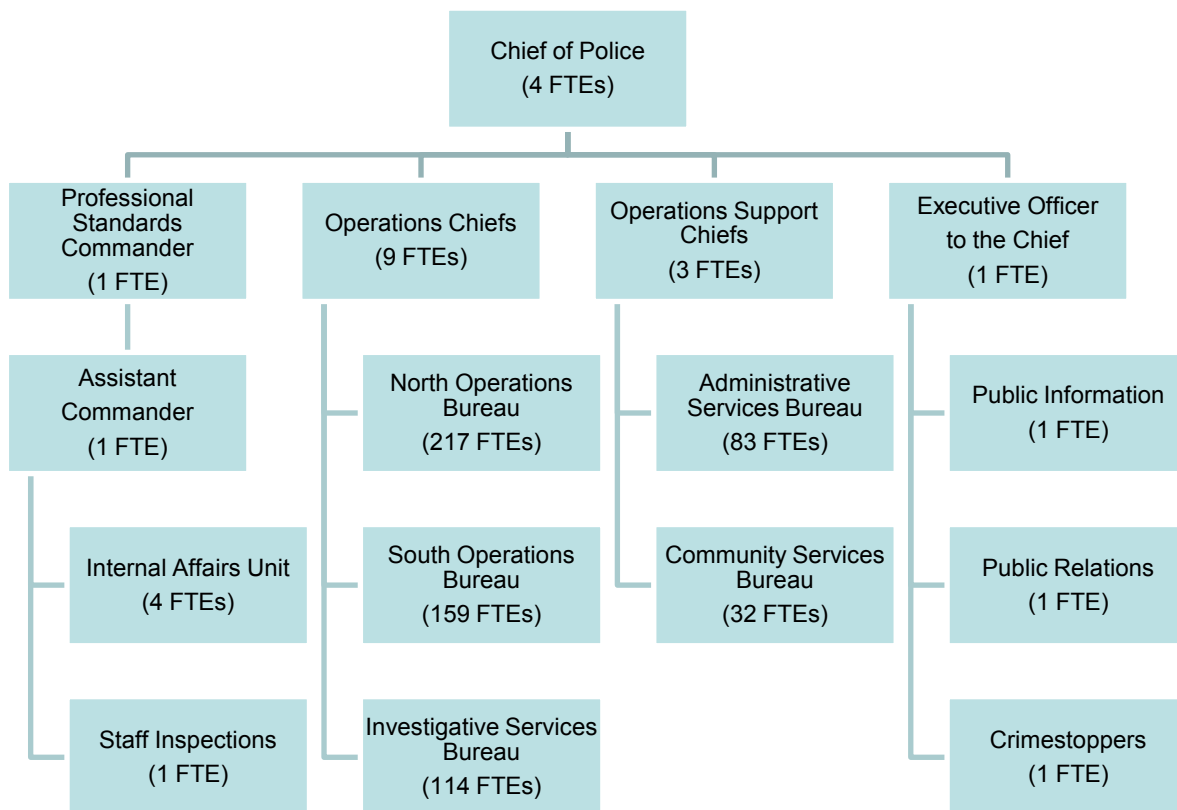 Chief of Police
(4 FTEs)
Professional
Standards
Commander
(1 FTE)
Operations Chiefs
(9 FTEs)
Operations Support
Chiefs
(3 FTEs)
Executive Officer
to the Chief
(1 FTE)
Assistant
Commander
(1 FTE)
North Operations
Bureau
(217 FTEs)
Administrative
Services Bureau
(83 FTEs)
Public Information
(1 FTE)
Internal Affairs Unit
(4 FTEs)
South Operations
Bureau
(159 FTEs)
Community Services
Bureau
(32 FTEs)
Public Relations
(1 FTE)
Staff Inspections
(1 FTE)
Investigative Services
Bureau
(114 FTEs)
Crimestoppers
(1 FTE)